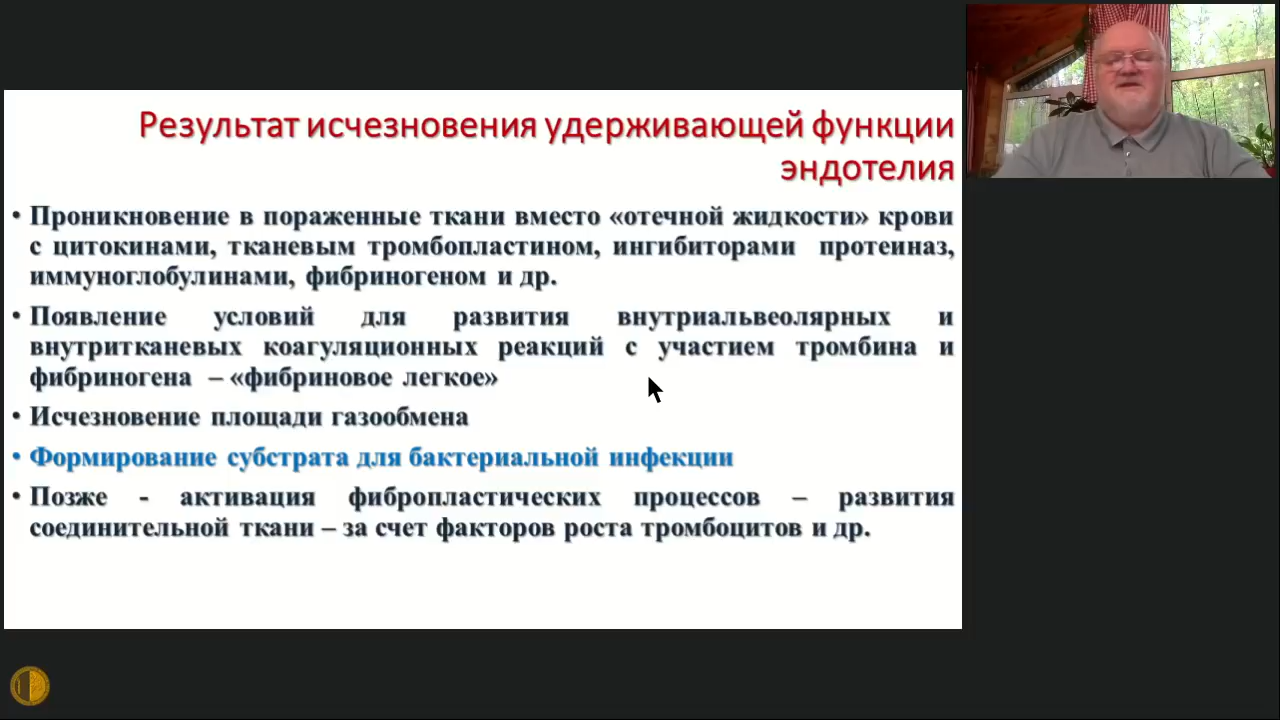 Результат исчезновения удерживающей функции
эндотелия
• Проникновение в пораженные ткани вместо «отечной жидкости» крови
с цитокинами, тканевым тромбопластином, ингибиторами протеиназ,
иммуноглобулинами, фибриногеном и др.
• Появление условий для развития внутриальвеолярных и
внутритканевых коагуляционных реакций с участием тромбина и
фибриногена – «фибриновое легкое»
• Исчезновение площади газообмена
• Формирование субстрата для бактериальной инфекции
• Позже - активация фибропластических процессов – развития
соединительной ткани – за счет факторов роста тромбоцитов и др.